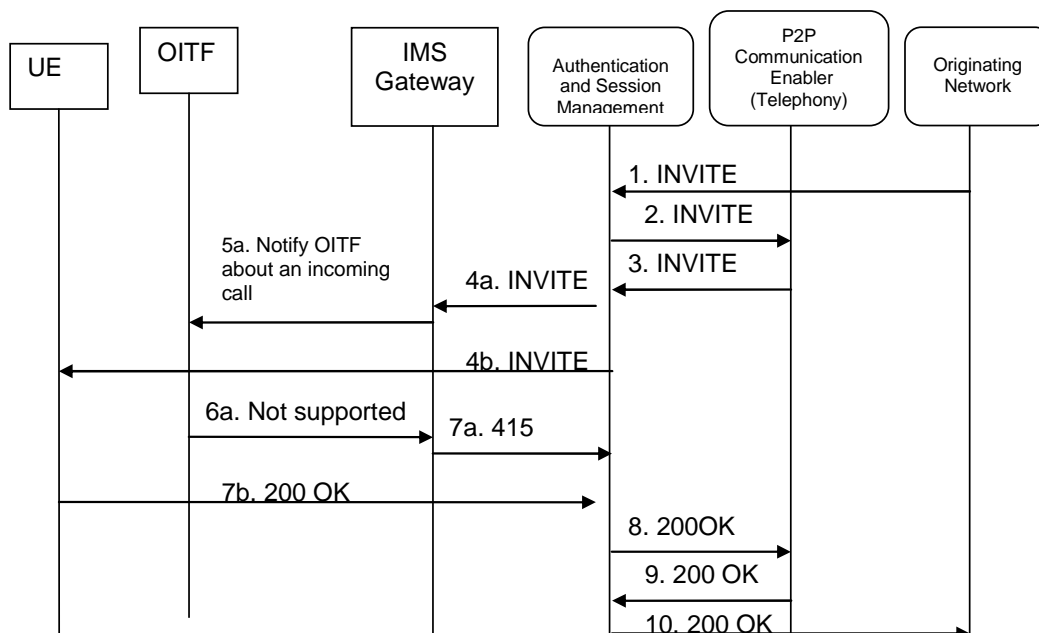 UE
OITF
IMS
Gateway
Authentication
and Session
Management
P2P
Communication
Enabler
(Telephony)
Originating
Network
1. INVITE
2. INVITE
3. INVITE
4a. INVITE
5a. Notify OITF
about an incoming
call
4b. INVITE
6a. Not supported
7a. 415
7b. 200 OK
8. 200OK
9. 200 OK
10. 200 OK